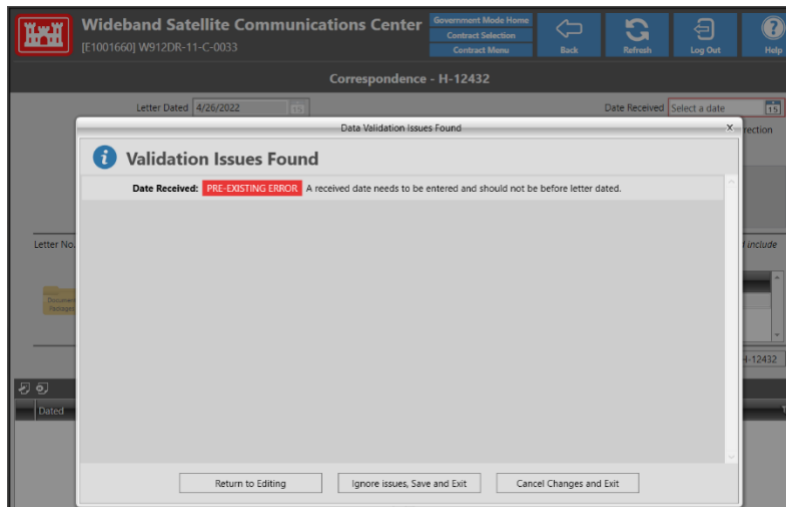 Wideband Satellite Communications Center
[E1001660] W912DR-11-C-0033
Government Mode Home
Contract Selection
Contract Menu
Back
Refresh
Log Out
Help
Correspondence - H-12432
Letter Dated 4/26/2022
Date Received Select a date 15
Data Validation Issues Found X
rection
Validation Issues Found
Date Received: PRE-EXISTING ERROR A received date needs to be entered and should not be before letter dated.
Letter No.
include
Document
Packages
H-12432
Dated
Return to Editing
Ignore issues, Save and Exit
Cancel Changes and Exit